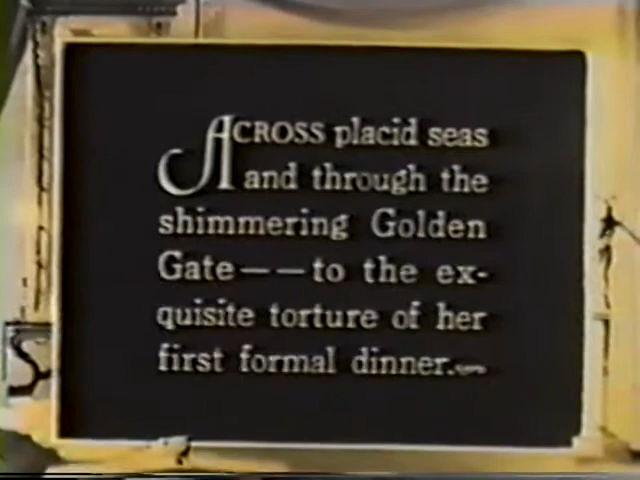 ACROSS placid seas
and through the
shimmering Golden
Gate——to the ex-
quisite torture of her
first formal dinner.